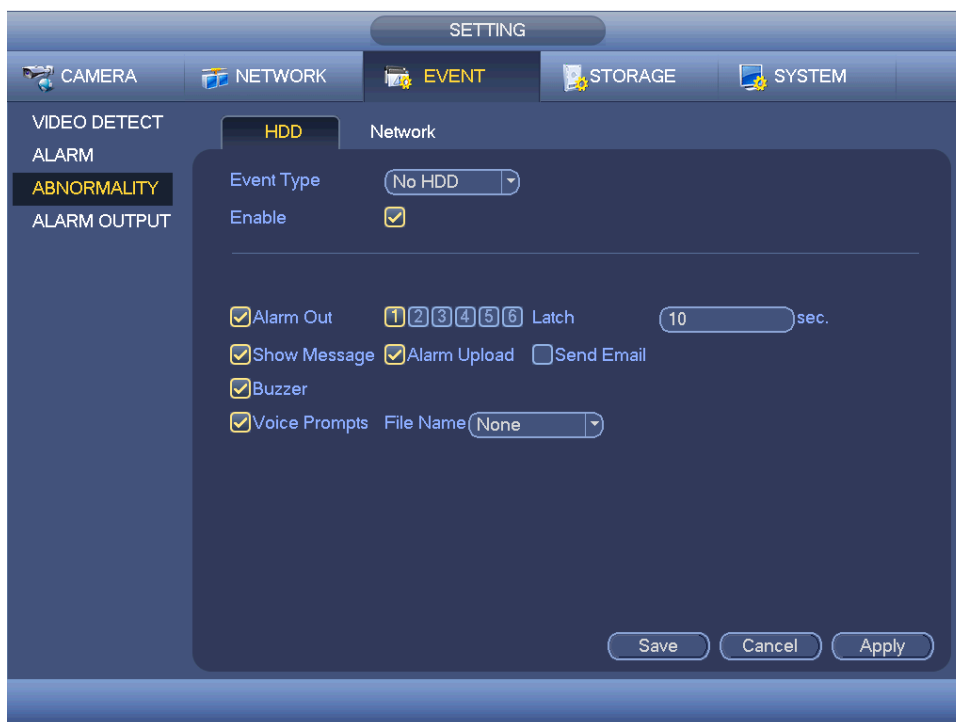 SETTING
CAMERA NETWORK EVENT STORAGE SYSTEM
VIDEO DETECT
ALARM
ABNORMALITY
ALARM OUTPUT
HDD Network
Event Type No HDD
Enable
Alarm Out 1 2 3 4 5 6 Latch 10 sec.
Show Message Alarm Upload Send Email
Buzzer
Voice Prompts File Name None
Save Cancel Apply